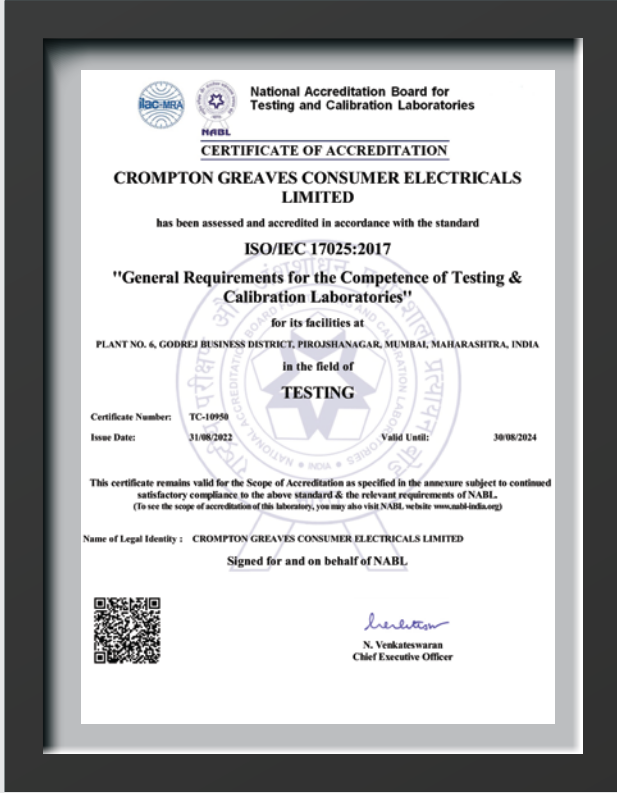 ilac-MRA
NABL
National Accreditation Board for
Testing and Calibration Laboratories
CERTIFICATE OF ACCREDITATION
CROMPTON GREAVES CONSUMER ELECTRICALS
LIMITED
has been assessed and accredited in accordance with the standard
ISO/IEC 17025:2017
"General Requirements for the Competence of Testing &
Calibration Laboratories"
for its facilities at
PLANT NO. 6, GODREJ BUSINESS DISTRICT, PIROJSHANAGAR, MUMBAI, MAHARASHTRA, INDIA
in the field of
TESTING
Certificate Number: TC-10950
Issue Date: 31/08/2022 Valid Until: 30/08/2024
This certificate remains valid for the Scope of Accreditation as specified in the annexure subject to continued
satisfactory compliance to the above standard & the relevant requirements of NABL.
(To see the scope of accreditation of this laboratory, you may also visit NABL website www.nabl-india.org)
Name of Legal Identity : CROMPTON GREAVES CONSUMER ELECTRICALS LIMITED
Signed for and on behalf of NABL
N. Venkateswaran
Chief Executive Officer